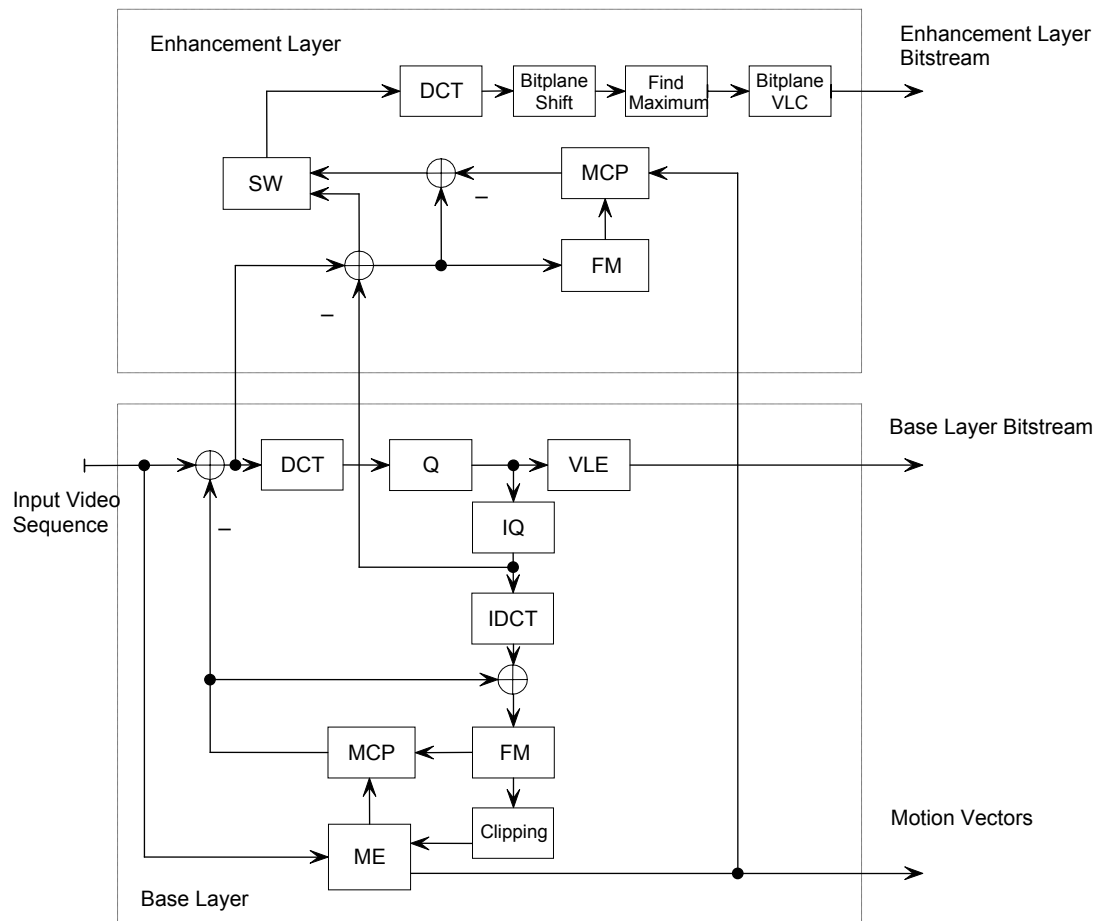 Enhancement Layer
Enhancement Layer
Bitstream
DCT
Bitplane
Shift
Find
Maximum
Bitplane
VLC
SW
MCP
–
FM
–
Base Layer Bitstream
DCT
Q
VLE
Input Video
Sequence
–
IQ
IDCT
MCP
FM
Clipping
Motion Vectors
ME
Base Layer